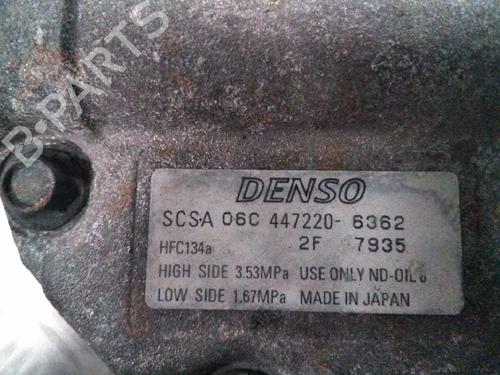 B-PARTS
DENSO
SCSA 06C 447220-6362
HFC134a 2F 7935
HIGH SIDE 3.53MPa USE ONLY ND-OIL 8
LOW SIDE 1.67MPa MADE IN JAPAN